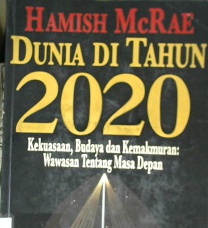 HAMISH MCRAE
DUNIA DI TAHUN
2020
Kekuasaan, Budaya dan Kemakmuran:
Wawasan Tentang Masa Depan